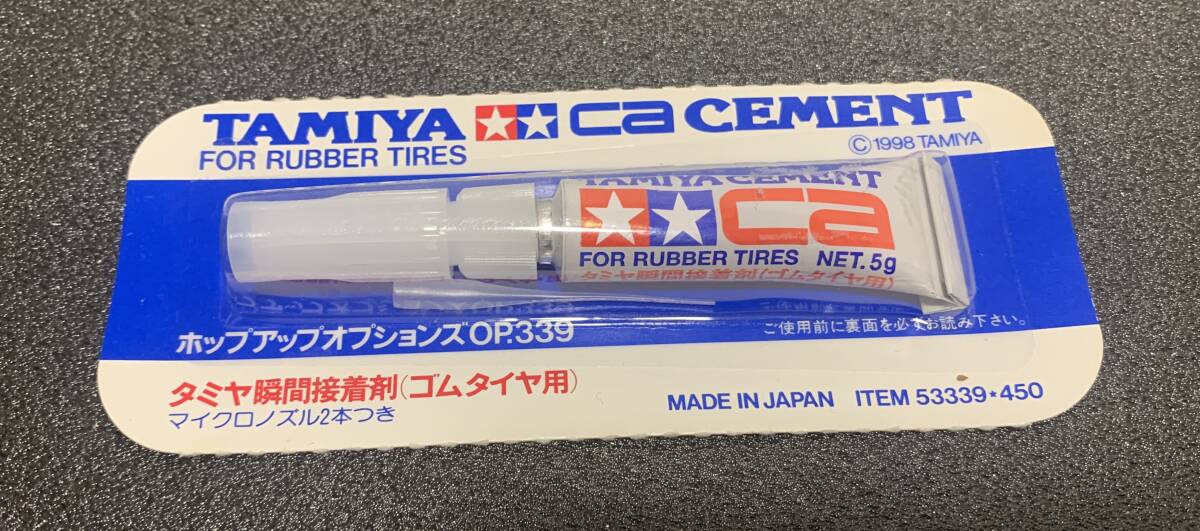 TAMIYA ca CEMENT
FOR RUBBER TIRES
©1998 TAMIYA
TAMIYA CEMENT
ca
FOR RUBBER TIRES NET.5g
タミヤ瞬間接着剤(ゴムタイヤ用)
ホップアップオプションズOP.339
ご使用前に裏面を必ずお読み下さい。
タミヤ瞬間接着剤(ゴムタイヤ用)
マイクロノズル2本つき
MADE IN JAPAN ITEM 53339★450